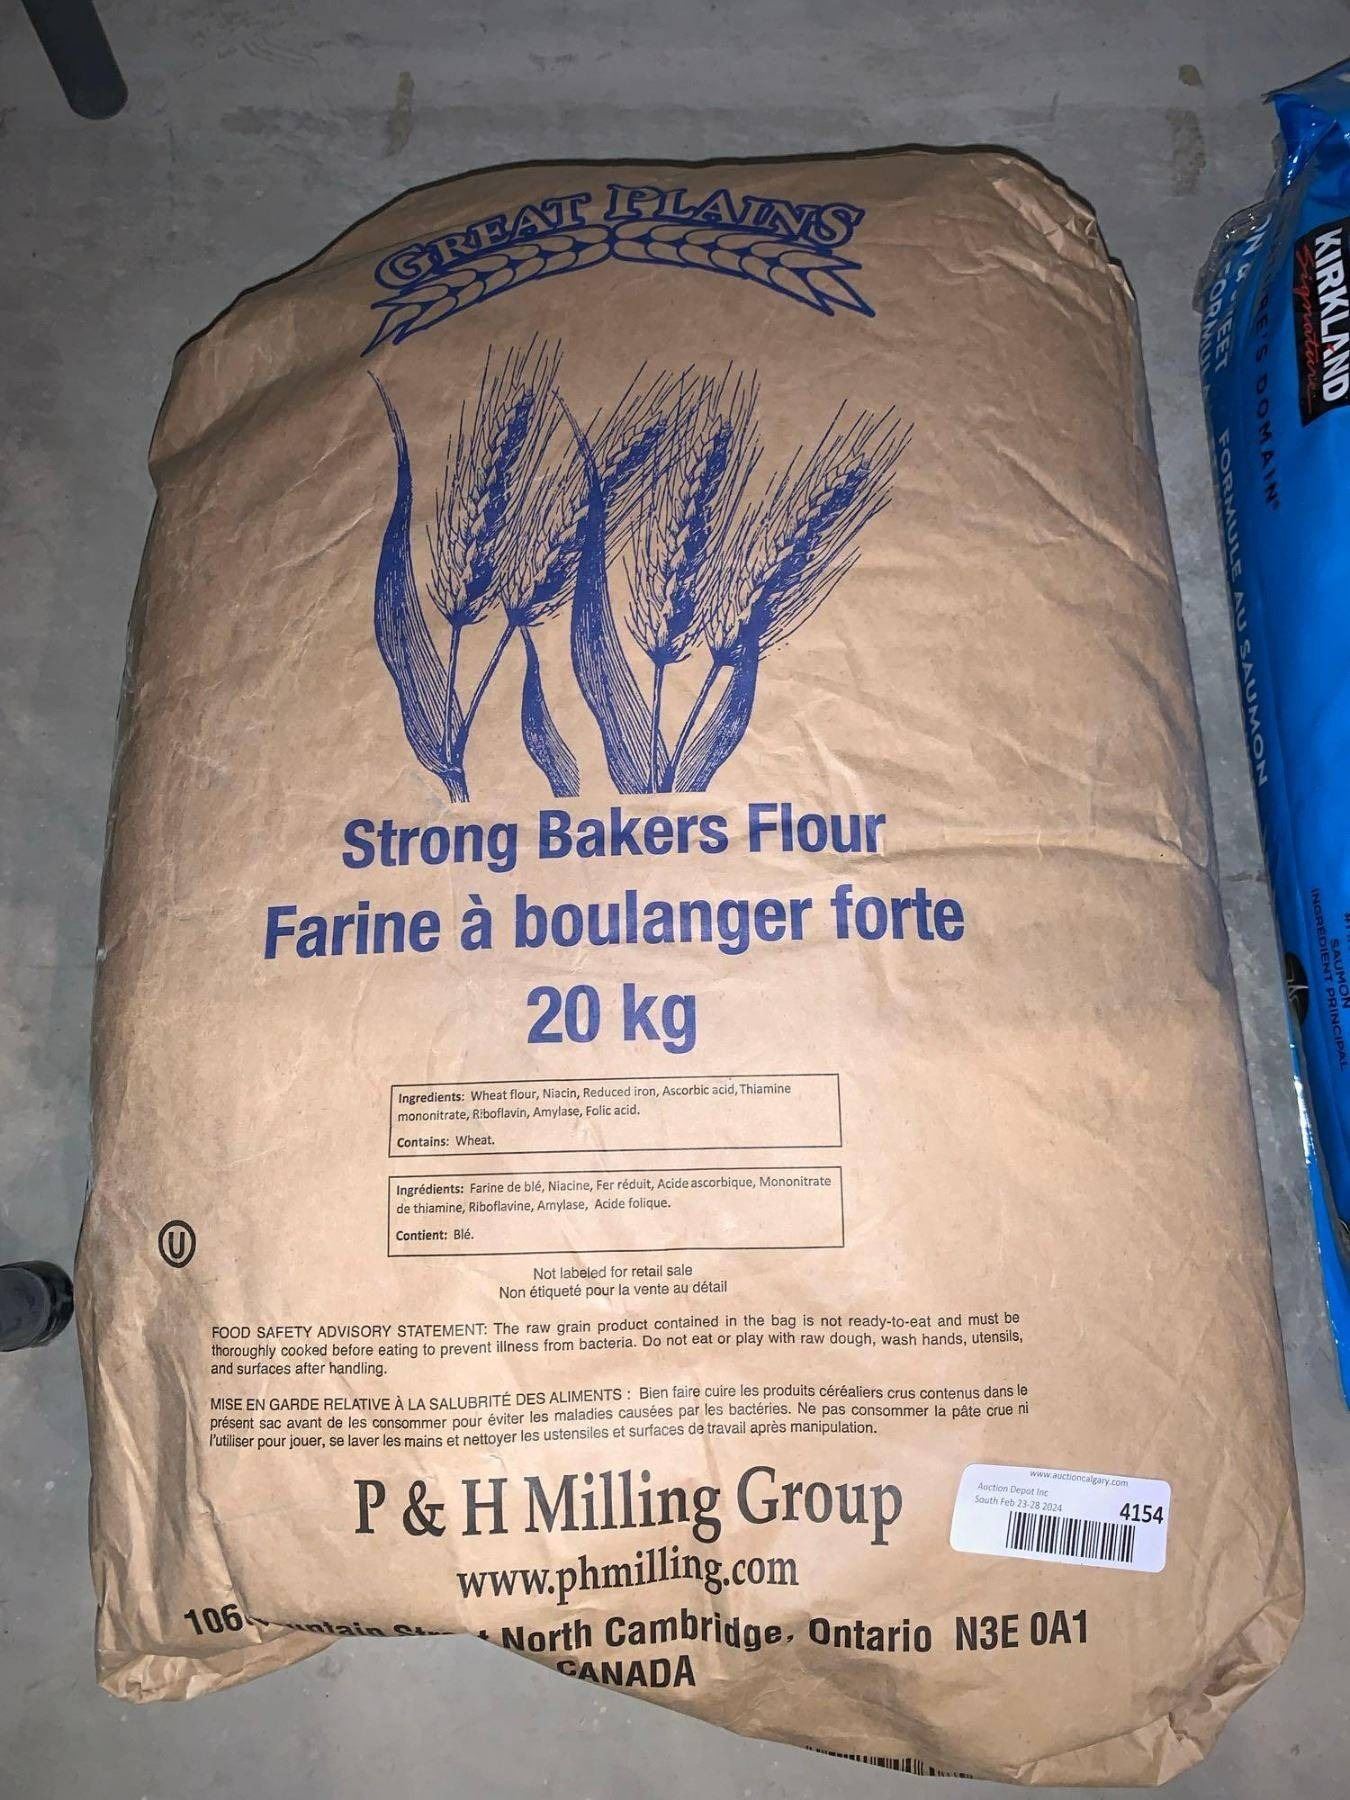 GREAT PLAINS
Strong Bakers Flour
Farine à boulanger forte
20 kg
Ingredients: Wheat flour, Niacin, Reduced iron, Ascorbic acid, Thiamine
mononitrate, Riboflavin, Amylase, Folic acid.
Contains: Wheat.
Ingrédients: Farine de blé, Niacine, Fer réduit, Acide ascorbique, Mononitrate
de thiamine, Riboflavine, Amylase, Acide folique.
Contient: Blé.
U
Not labeled for retail sale
Non étiqueté pour la vente au détail
FOOD SAFETY ADVISORY STATEMENT: The raw grain product contained in the bag is not ready-to-eat and must be
thoroughly cooked before eating to prevent illness from bacteria. Do not eat or play with raw dough, wash hands, utensils,
and surfaces after handling.
MISE EN GARDE RELATIVE À LA SALUBRITÉ DES ALIMENTS : Bien faire cuire les produits céréaliers crus contenus dans le
présent sac avant de les consommer pour éviter les maladies causées par les bactéries. Ne pas consommer la pâte crue ni
l'utiliser pour jouer, se laver les mains et nettoyer les ustensiles et surfaces de travail après manipulation.
P & H Milling Group
www.phmilling.com
North Cambridge, Ontario N3E 0A1
CANADA
www.auctioncalgary.com
Auction Depot Inc
South Feb 23-28 2024
4154
KIRKLAND
Signature
DOMAIN
FORMULE AU SAUMON
SAUMON
INGREDIENT PRINCIPAL